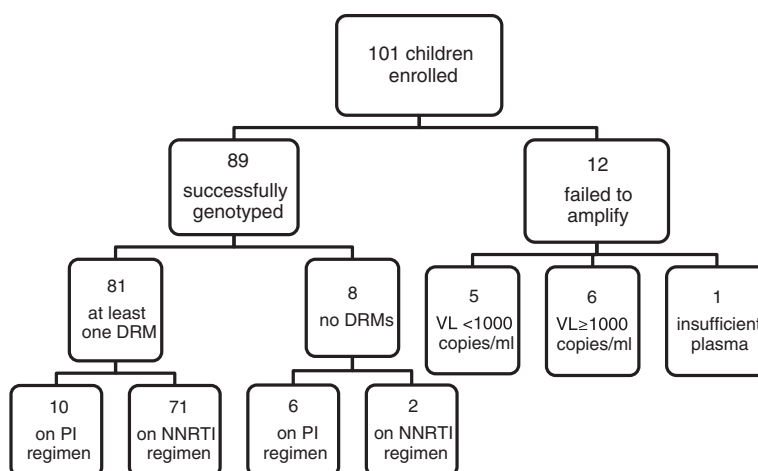 101 children
enrolled
89
successfully
genotyped
12
failed to
amplify
81
at least
one DRM
8
no DRMs
5
VL <1000
copies/ml
6
VL≥1000
copies/ml
1
insufficient
plasma
10
on PI
regimen
71
on NNRTI
regimen
6
on PI
regimen
2
on NNRTI
regimen